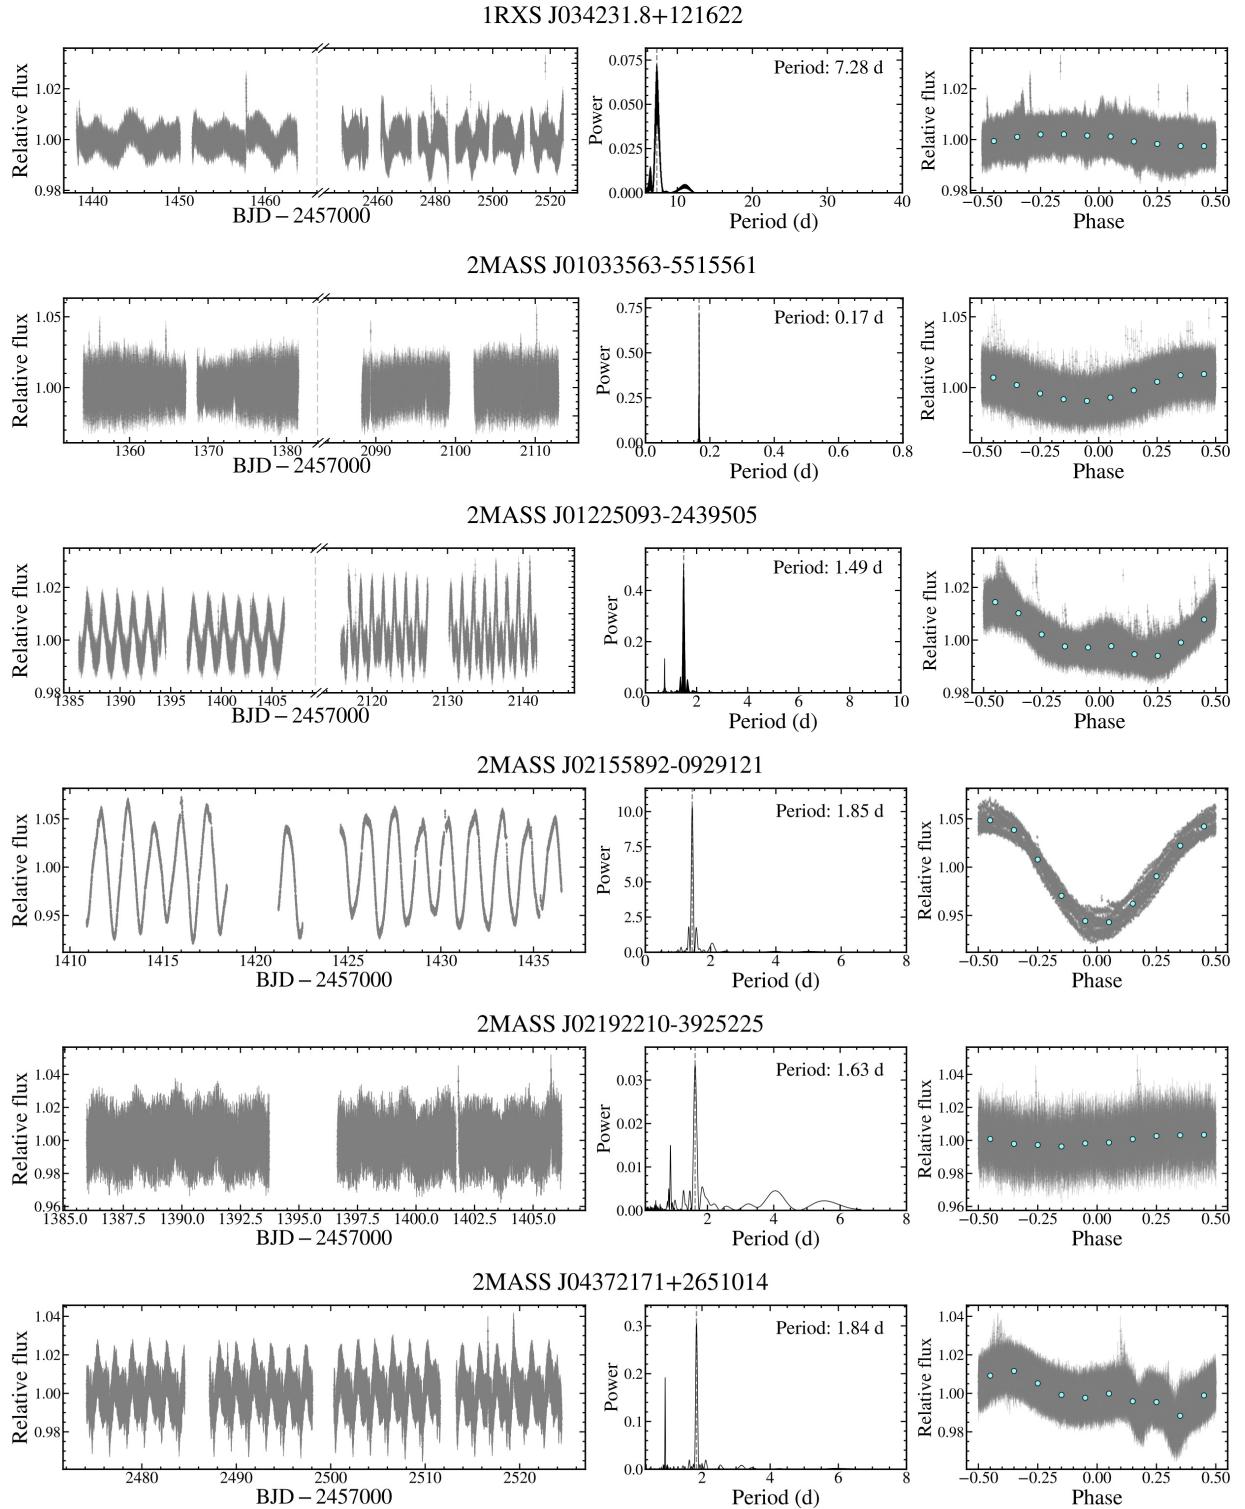 1RXS J034231.8+121622
Relative flux
1.02
1.00
0.98
1440 1450 1460 2460 2480 2500 2520
BJD − 2457000
Power
0.075
0.050
0.025
0.000
Period: 7.28 d
10 20 30 40
Period (d)
Relative flux
1.02
1.00
0.98
−0.50 −0.25 0.00 0.25 0.50
Phase
2MASS J01033563-5515561
Relative flux
1.05
1.00
1360 1370 1380 2090 2100 2110
BJD − 2457000
Power
0.75
0.50
0.25
0.00
Period: 0.17 d
0.0 0.2 0.4 0.6 0.8
Period (d)
Relative flux
1.05
1.00
−0.50 −0.25 0.00 0.25 0.50
Phase
2MASS J01225093-2439505
Relative flux
1.02
1.00
0.98
1385 1390 1395 1400 1405 2120 2130 2140
BJD − 2457000
Power
0.4
0.2
0.0
Period: 1.49 d
0 2 4 6 8 10
Period (d)
Relative flux
1.02
1.00
0.98
−0.50 −0.25 0.00 0.25 0.50
Phase
2MASS J02155892-0929121
Relative flux
1.05
1.00
0.95
1410 1415 1420 1425 1430 1435
BJD − 2457000
Power
10.0
7.5
5.0
2.5
0.0
Period: 1.85 d
0 2 4 6 8
Period (d)
Relative flux
1.05
1.00
0.95
−0.50 −0.25 0.00 0.25 0.50
Phase
2MASS J02192210-3925225
Relative flux
1.04
1.02
1.00
0.98
0.96
1385.0 1387.5 1390.0 1392.5 1395.0 1397.5 1400.0 1402.5 1405.0
BJD − 2457000
Power
0.03
0.02
0.01
0.00
Period: 1.63 d
2 4 6 8
Period (d)
Relative flux
1.04
1.02
1.00
0.98
0.96
−0.50 −0.25 0.00 0.25 0.50
Phase
2MASS J04372171+2651014
Relative flux
1.04
1.02
1.00
0.98
2480 2490 2500 2510 2520
BJD − 2457000
Power
0.3
0.2
0.1
0.0
Period: 1.84 d
2 4 6 8
Period (d)
Relative flux
1.04
1.02
1.00
0.98
−0.50 −0.25 0.00 0.25 0.50
Phase